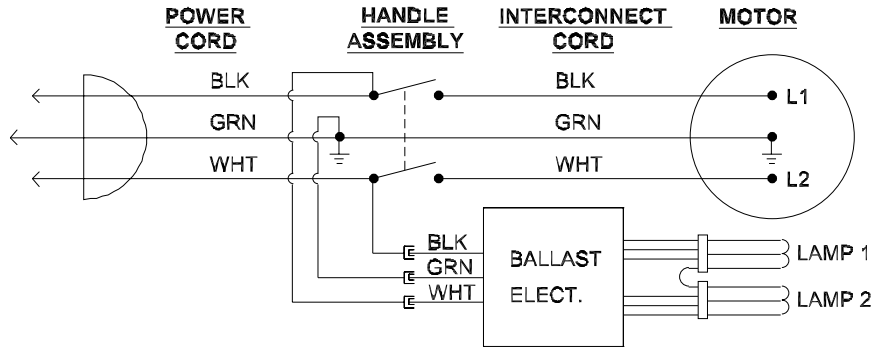 POWER CORD
HANDLE ASSEMBLY
INTERCONNECT CORD
MOTOR
BLK
BLK
L1
GRN
GRN
WHT
WHT
L2
BLK
GRN
WHT
BALLAST
ELECT.
LAMP 1
LAMP 2